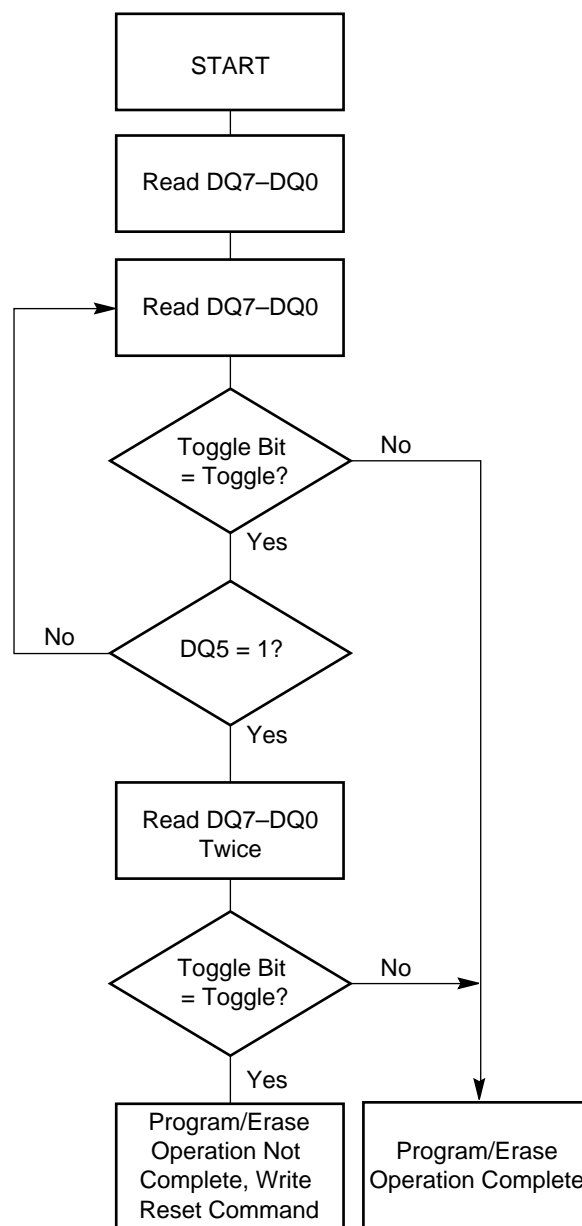 START
Read DQ7–DQ0
Read DQ7–DQ0
Toggle Bit
= Toggle?
No
Yes
No
DQ5 = 1?
Yes
Read DQ7–DQ0
Twice
Toggle Bit
= Toggle?
No
Yes
Program/Erase
Operation Not
Complete, Write
Reset Command
Program/Erase
Operation Complete